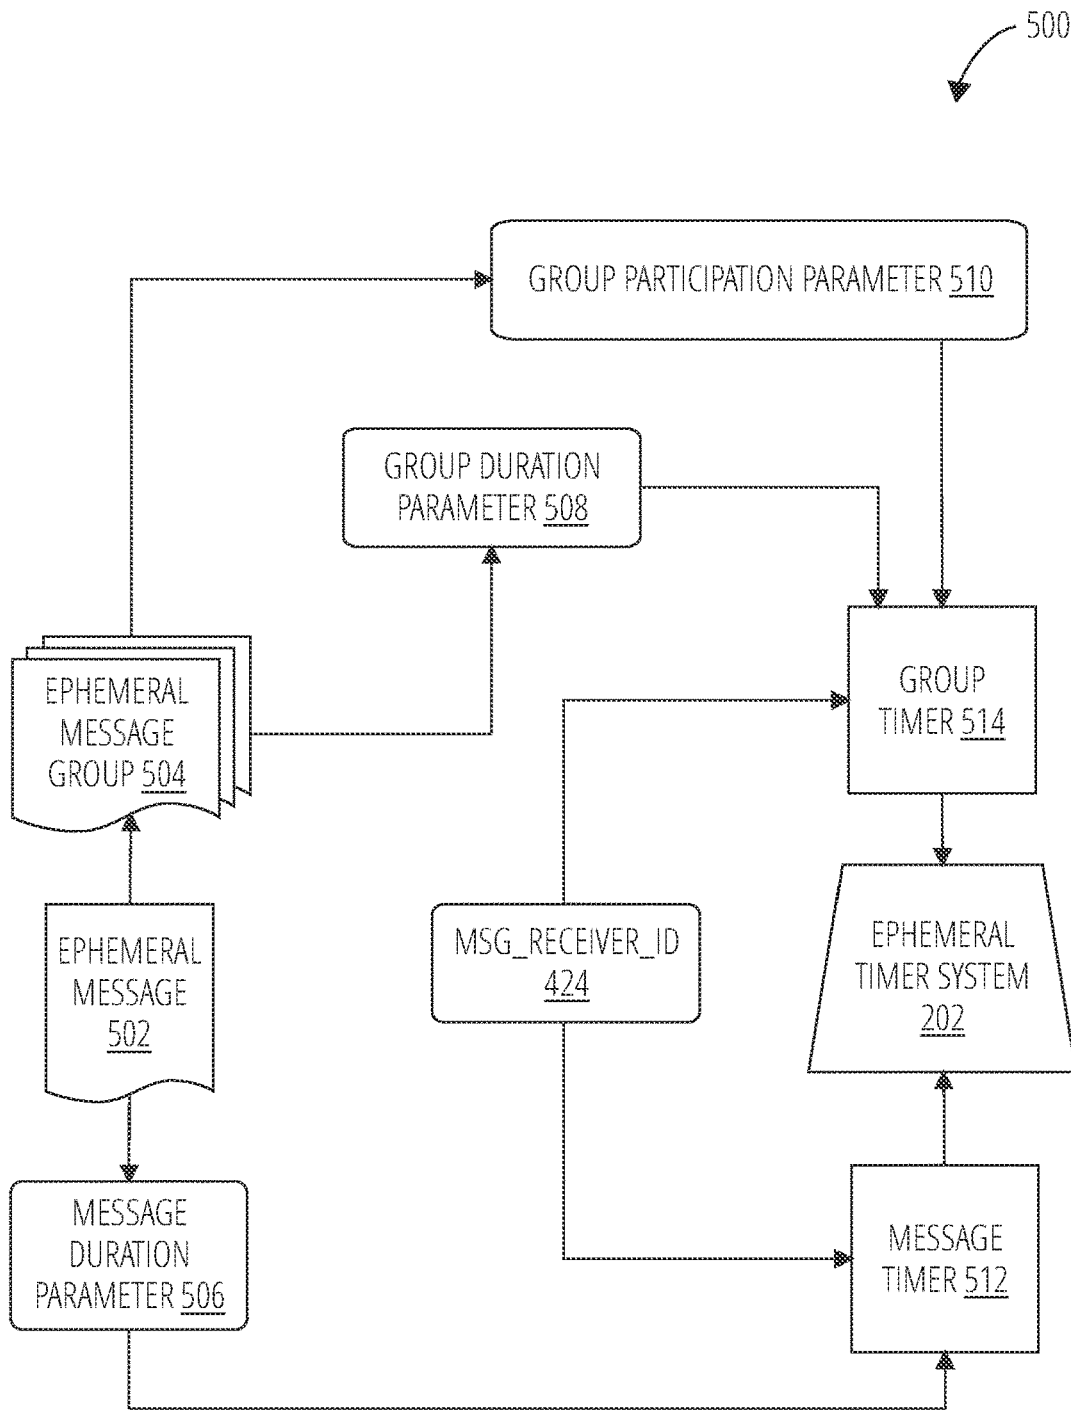 500
GROUP PARTICIPATION PARAMETER 510
GROUP DURATION
PARAMETER 508
EPHEMERAL
MESSAGE
GROUP 504
GROUP
TIMER 514
EPHEMERAL
MESSAGE
502
MSG_RECEIVER_ID
424
EPHEMERAL
TIMER SYSTEM
202
MESSAGE
DURATION
PARAMETER 506
MESSAGE
TIMER 512